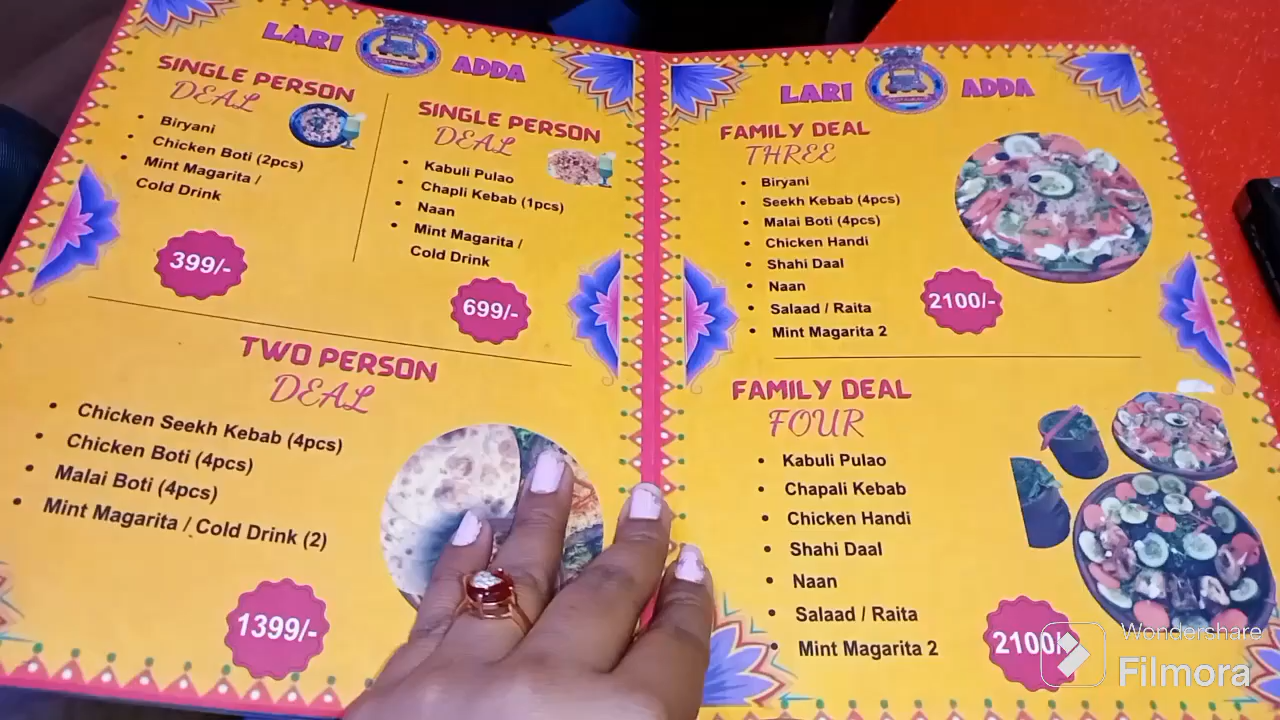 LARI ADDA
SINGLE PERSON
DEAL
Biryani
Chicken Boti (2pcs)
Mint Magarita /
Cold Drink
399/-
SINGLE PERSON
DEAL
Kabuli Pulao
Chapli Kebab (1pcs)
Naan
Mint Magarita /
Cold Drink
699/-
TWO PERSON
DEAL
Chicken Seekh Kebab (4pcs)
Chicken Boti (4pcs)
Malai Boti (4pcs)
Mint Magarita / Cold Drink (2)
1399/-
LARI ADDA
FAMILY DEAL
THREE
Biryani
Seekh Kebab (4pcs)
Malai Boti (4pcs)
Chicken Handi
Shahi Daal
Naan
Salaad / Raita
Mint Magarita 2
2100/-
FAMILY DEAL
FOUR
Kabuli Pulao
Chapali Kebab
Chicken Handi
Shahi Daal
Naan
Salaad / Raita
Mint Magarita 2
2100/-
Wondershare
Filmora